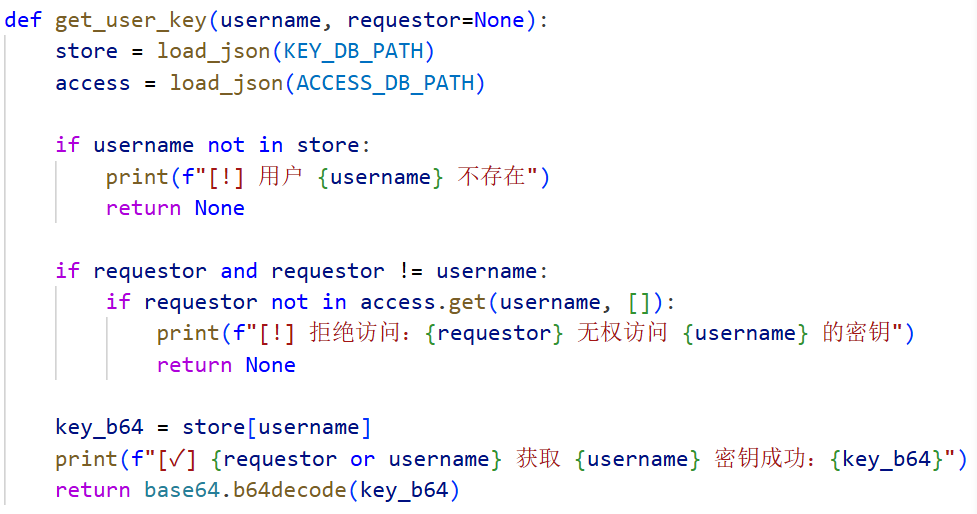 def get_user_key(username, requestor=None):
    store = load_json(KEY_DB_PATH)
    access = load_json(ACCESS_DB_PATH)

    if username not in store:
        print(f"[!] 用户 {username} 不存在")
        return None

    if requestor and requestor != username:
        if requestor not in access.get(username, []):
            print(f"[!] 拒绝访问：{requestor} 无权访问 {username} 的密钥")
            return None

    key_b64 = store[username]
    print(f"[✓] {requestor or username} 获取 {username} 密钥成功：{key_b64}")
    return base64.b64decode(key_b64)